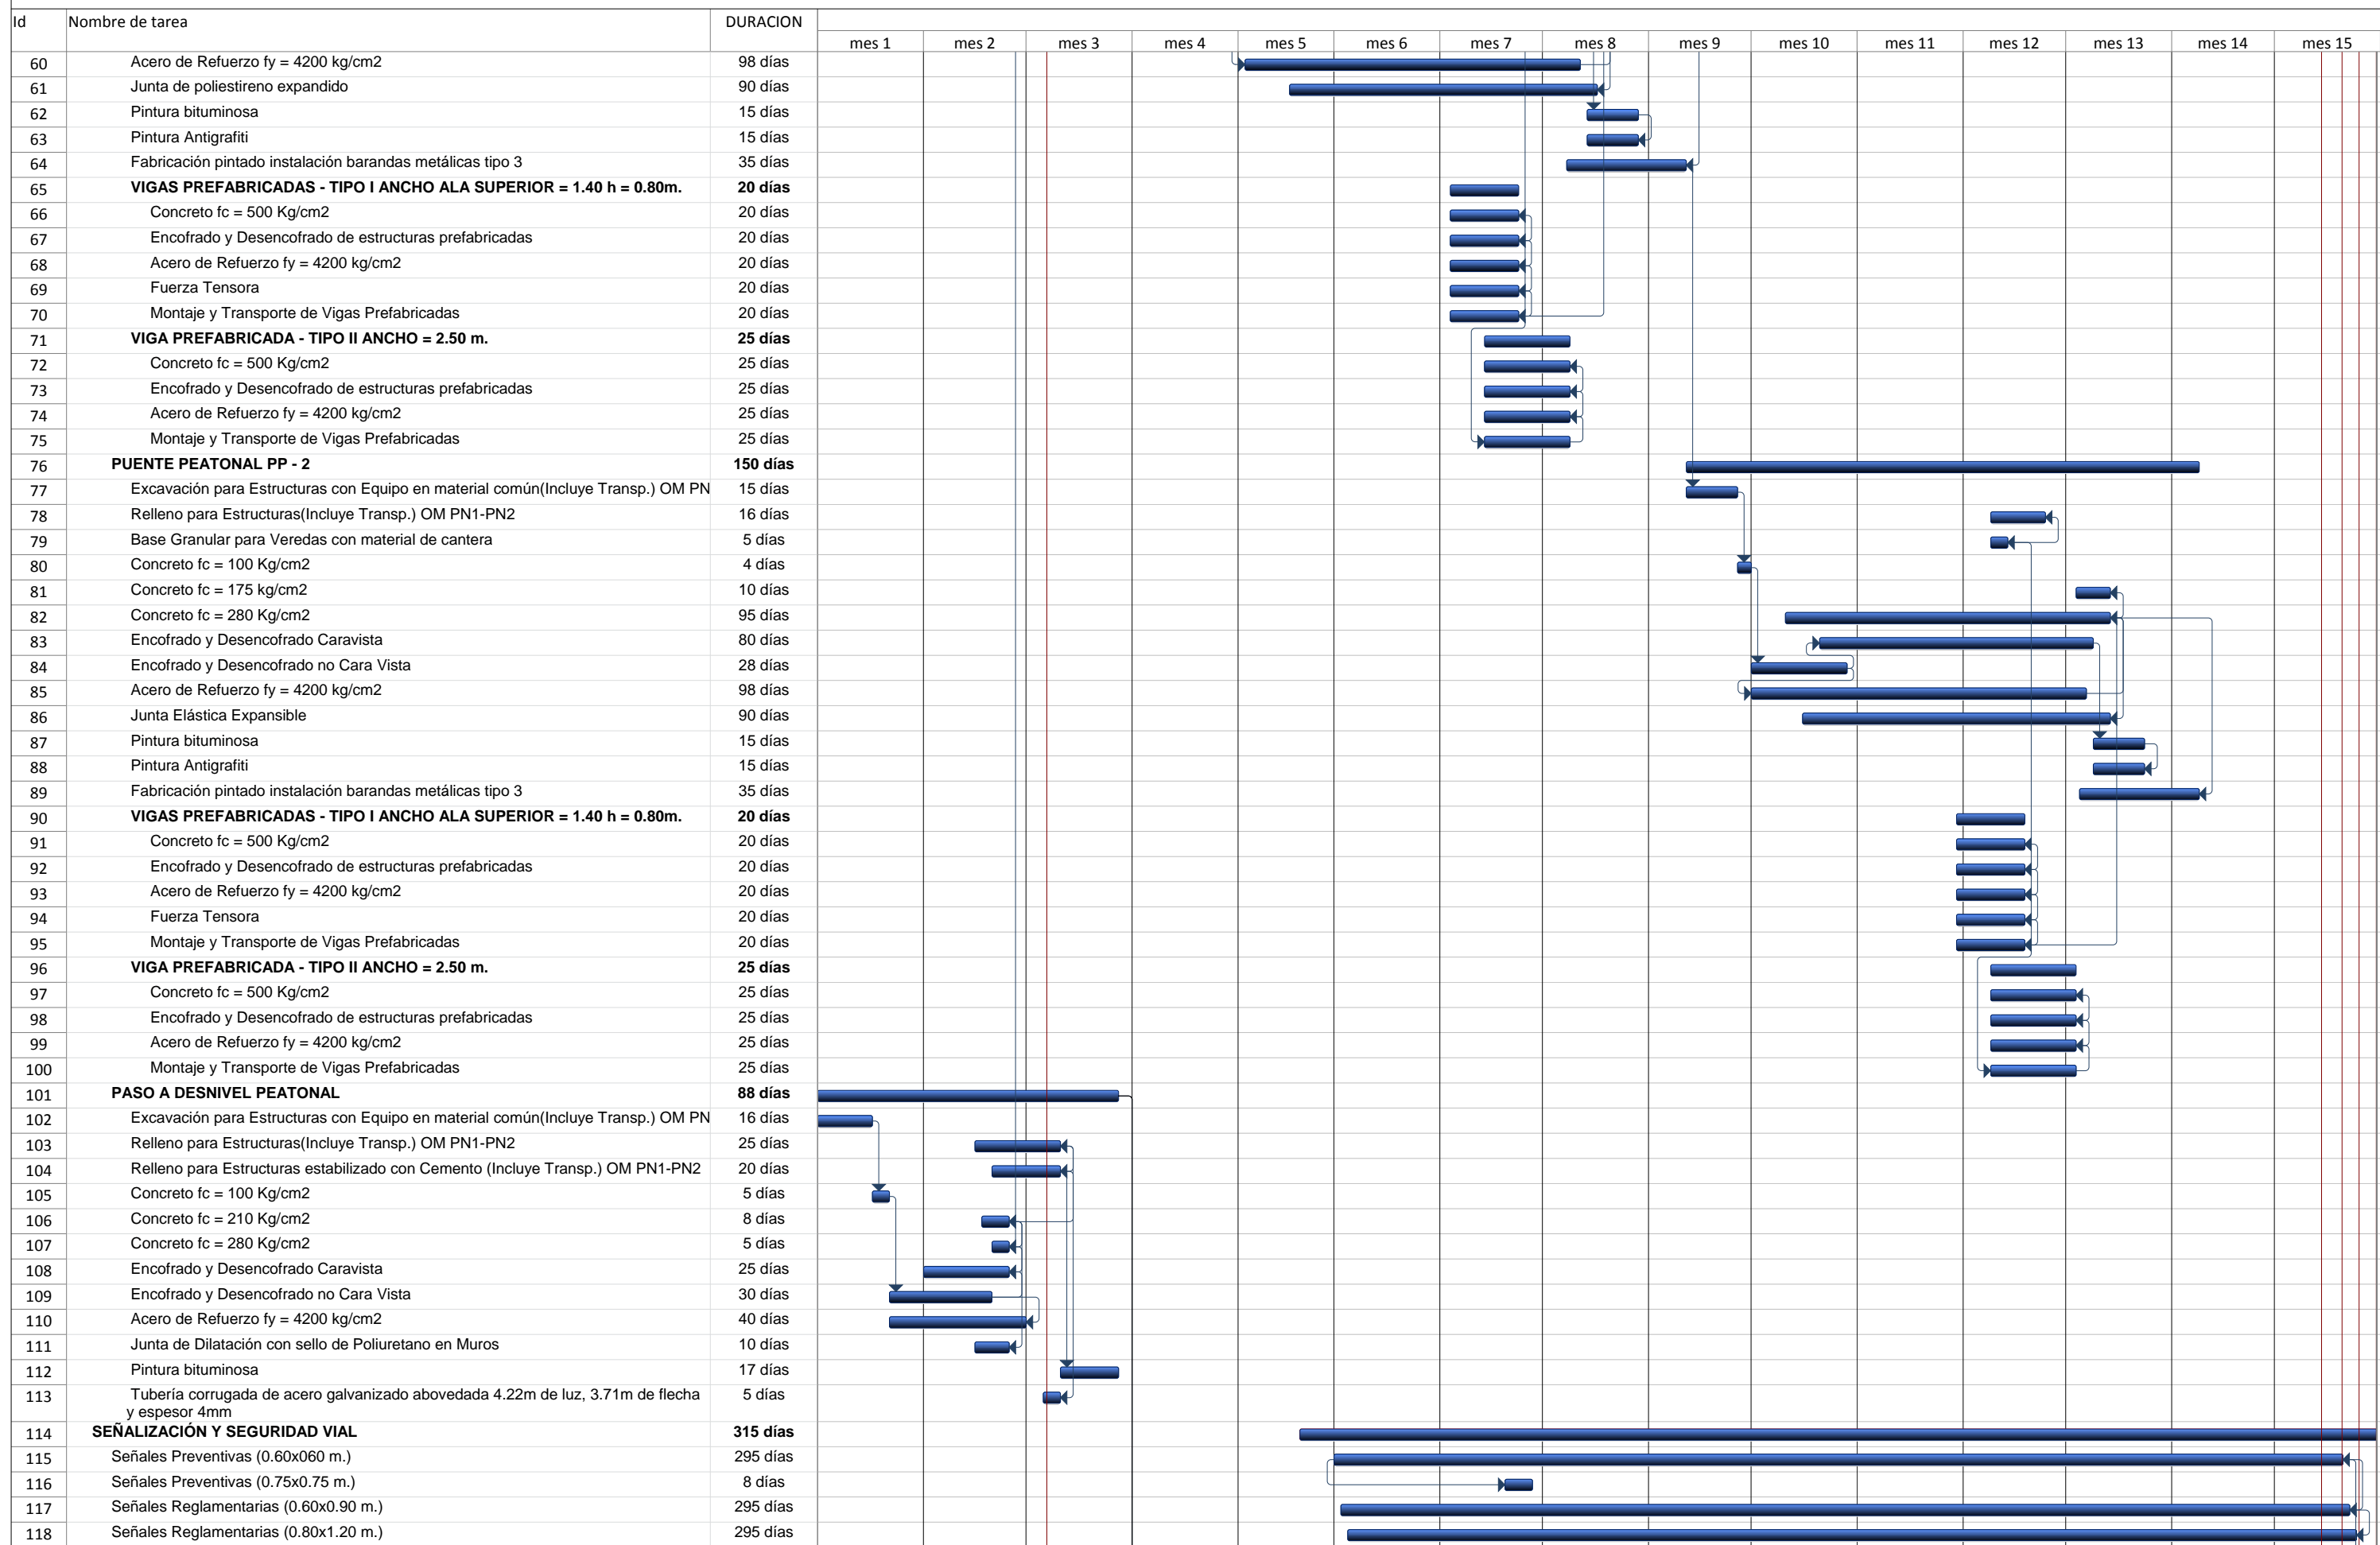 Id Nombre de tarea DURACION
mes 1 mes 2 mes 3 mes 4 mes 5 mes 6 mes 7 mes 8 mes 9 mes 10 mes 11 mes 12 mes 13 mes 14 mes 15
60 Acero de Refuerzo fy = 4200 kg/cm2 98 días
61 Junta de poliestireno expandido 90 días
62 Pintura bituminosa 15 días
63 Pintura Antigrafiti 15 días
64 Fabricación pintado instalación barandas metálicas tipo 3 35 días
65 VIGAS PREFABRICADAS - TIPO I ANCHO ALA SUPERIOR = 1.40 h = 0.80m. 20 días
66 Concreto fc = 500 Kg/cm2 20 días
67 Encofrado y Desencofrado de estructuras prefabricadas 20 días
68 Acero de Refuerzo fy = 4200 kg/cm2 20 días
69 Fuerza Tensora 20 días
70 Montaje y Transporte de Vigas Prefabricadas 20 días
71 VIGA PREFABRICADA - TIPO II ANCHO = 2.50 m. 25 días
72 Concreto fc = 500 Kg/cm2 25 días
73 Encofrado y Desencofrado de estructuras prefabricadas 25 días
74 Acero de Refuerzo fy = 4200 kg/cm2 25 días
75 Montaje y Transporte de Vigas Prefabricadas 25 días
76 PUENTE PEATONAL PP - 2 150 días
77 Excavación para Estructuras con Equipo en material común(Incluye Transp.) OM PN 15 días
78 Relleno para Estructuras(Incluye Transp.) OM PN1-PN2 16 días
79 Base Granular para Veredas con material de cantera 5 días
80 Concreto fc = 100 Kg/cm2 4 días
81 Concreto fc = 175 kg/cm2 10 días
82 Concreto fc = 280 Kg/cm2 95 días
83 Encofrado y Desencofrado Caravista 80 días
84 Encofrado y Desencofrado no Cara Vista 28 días
85 Acero de Refuerzo fy = 4200 kg/cm2 98 días
86 Junta Elástica Expansible 90 días
87 Pintura bituminosa 15 días
88 Pintura Antigrafiti 15 días
89 Fabricación pintado instalación barandas metálicas tipo 3 35 días
90 VIGAS PREFABRICADAS - TIPO I ANCHO ALA SUPERIOR = 1.40 h = 0.80m. 20 días
91 Concreto fc = 500 Kg/cm2 20 días
92 Encofrado y Desencofrado de estructuras prefabricadas 20 días
93 Acero de Refuerzo fy = 4200 kg/cm2 20 días
94 Fuerza Tensora 20 días
95 Montaje y Transporte de Vigas Prefabricadas 20 días
96 VIGA PREFABRICADA - TIPO II ANCHO = 2.50 m. 25 días
97 Concreto fc = 500 Kg/cm2 25 días
98 Encofrado y Desencofrado de estructuras prefabricadas 25 días
99 Acero de Refuerzo fy = 4200 kg/cm2 25 días
100 Montaje y Transporte de Vigas Prefabricadas 25 días
101 PASO A DESNIVEL PEATONAL 88 días
102 Excavación para Estructuras con Equipo en material común(Incluye Transp.) OM PN 16 días
103 Relleno para Estructuras(Incluye Transp.) OM PN1-PN2 25 días
104 Relleno para Estructuras estabilizado con Cemento (Incluye Transp.) OM PN1-PN2 20 días
105 Concreto fc = 100 Kg/cm2 5 días
106 Concreto fc = 210 Kg/cm2 8 días
107 Concreto fc = 280 Kg/cm2 5 días
108 Encofrado y Desencofrado Caravista 25 días
109 Encofrado y Desencofrado no Cara Vista 30 días
110 Acero de Refuerzo fy = 4200 kg/cm2 40 días
111 Junta de Dilatación con sello de Poliuretano en Muros 10 días
112 Pintura bituminosa 17 días
113 Tubería corrugada de acero galvanizado abovedada 4.22m de luz, 3.71m de flecha 5 días
y espesor 4mm
114 SEÑALIZACIÓN Y SEGURIDAD VIAL 315 días
115 Señales Preventivas (0.60x060 m.) 295 días
116 Señales Preventivas (0.75x0.75 m.) 8 días
117 Señales Reglamentarias (0.60x0.90 m.) 295 días
118 Señales Reglamentarias (0.80x1.20 m.) 295 días